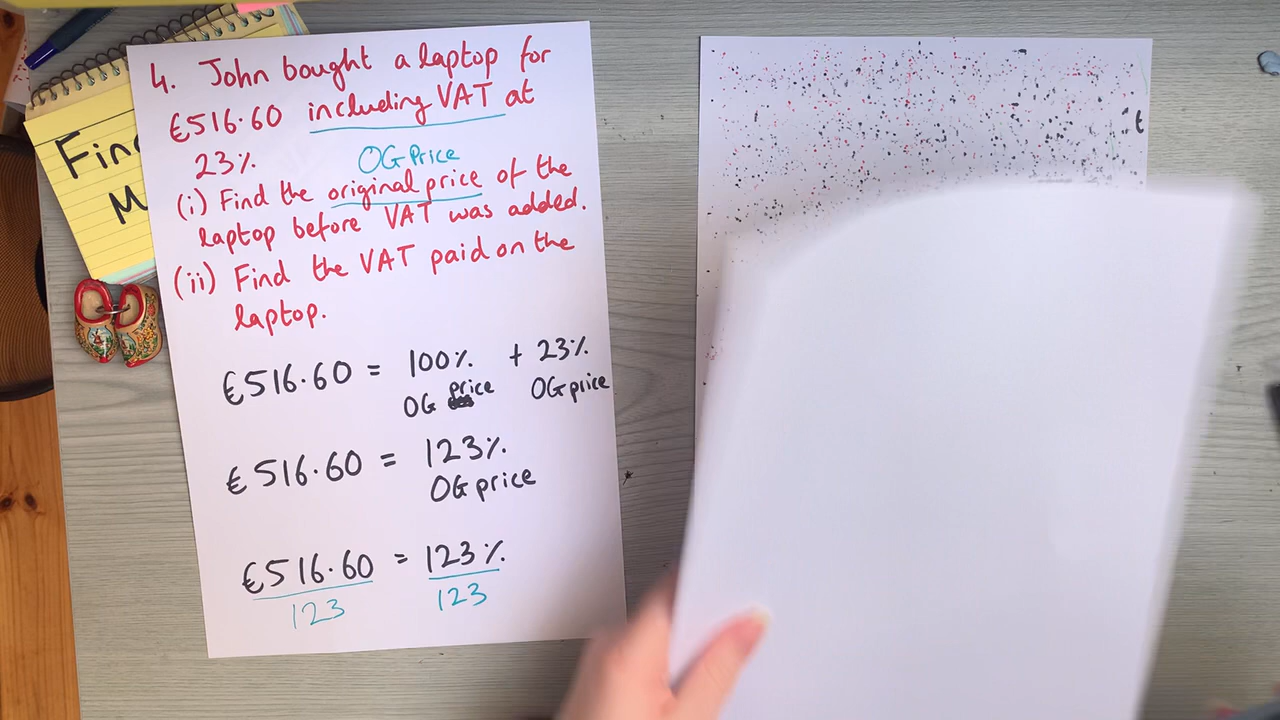 4. John bought a laptop for
€516.60 including VAT at
23%
OG Price
(i) Find the original price of the
laptop before VAT was added.
(ii) Find the VAT paid on the
laptop.
€516.60 = 100% + 23%
OG price OG price
€516.60 = 123%
OG price
€516.60 = 123%
123 123
t